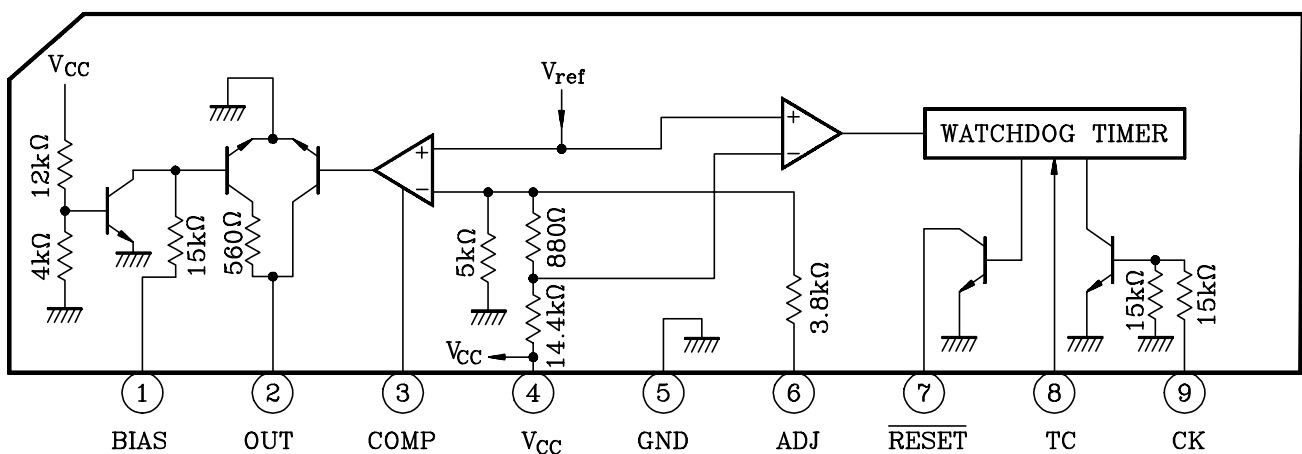 VCC
Vref
+
−
+
−
WATCHDOG TIMER
12kΩ
4kΩ
15kΩ
560Ω
5kΩ
880Ω
14.4kΩ
3.8kΩ
15kΩ
15kΩ
VCC
1
2
3
4
5
6
7
8
9
BIAS
OUT
COMP
VCC
GND
ADJ
RESET
TC
CK